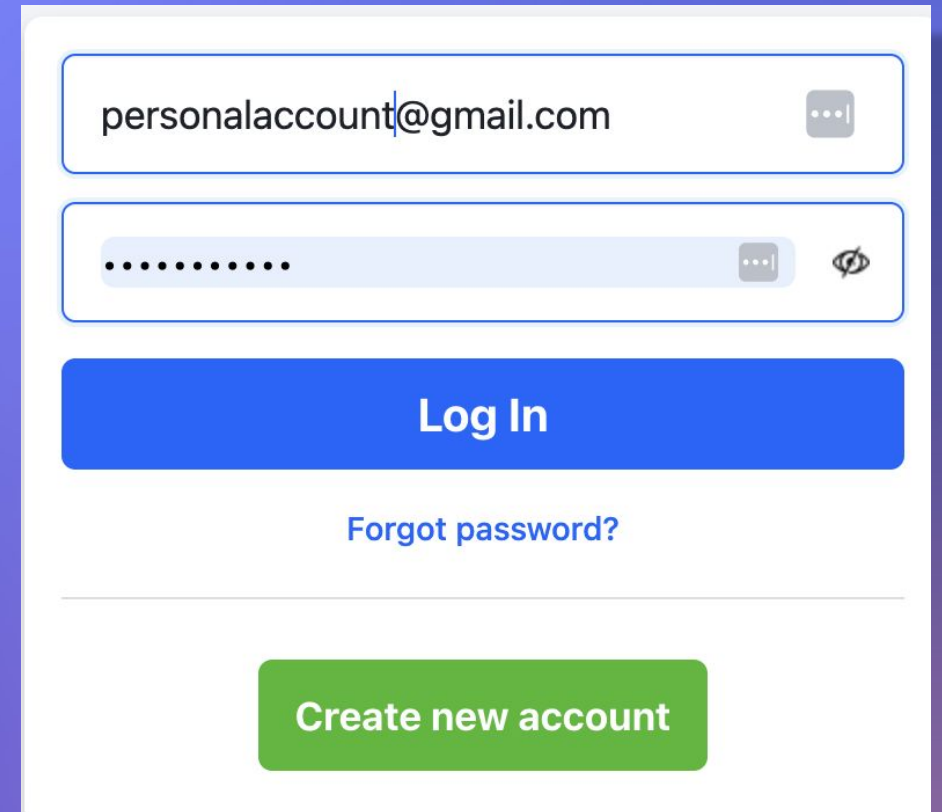 personalaccount@gmail.com
•••••••••••
Log In
Forgot password?
Create new account